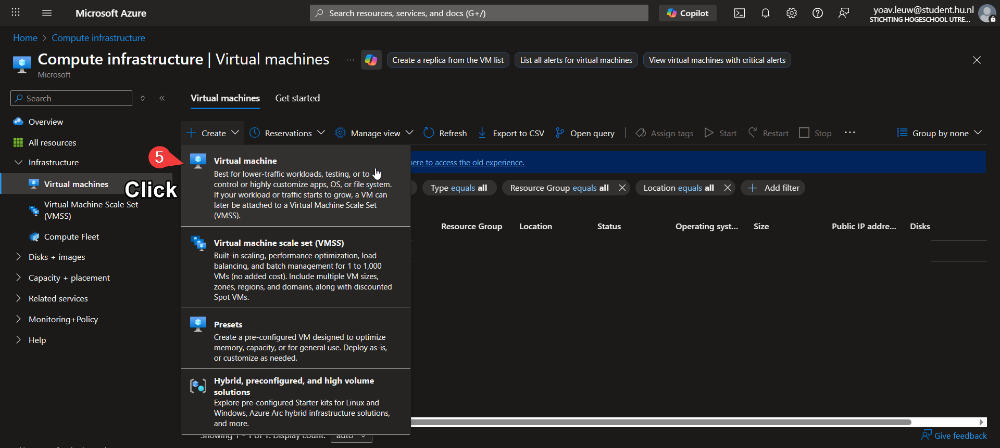 Microsoft Azure
Search resources, services, and docs (G+/)
Copilot
yoav.leuw@student.hu.nl
STICHTING HOGESCHOOL UTRE...
Home > Compute infrastructure
Compute infrastructure | Virtual machines
...
Microsoft
Create a replica from the VM list
List all alerts for virtual machines
View virtual machines with critical alerts
Search
Overview
All resources
Infrastructure
Virtual machines
Virtual Machine Scale Set
(VMSS)
Compute Fleet
Disks + images
Capacity + placement
Related services
Monitoring+Policy
Help
Virtual machines
Get started
Create
Reservations
Manage view
Refresh
Export to CSV
Open query
Assign tags
Start
Restart
Stop
...
Group by none
5
Click
Virtual machine
Best for lower-traffic workloads, testing, or to
control or highly customize apps, OS, or file system.
If your workload or traffic starts to grow, a VM can
later be attached to a Virtual Machine Scale Set
(VMSS).
Virtual machine scale set (VMSS)
Built-in scaling, performance optimization, load
balancing, and batch management for 1 to 1,000
VMs (no added cost). Include multiple VM sizes,
zones, regions, and domains, along with discounted
Spot VMs.
Presets
Create a pre-configured VM designed to optimize
memory, capacity, or for general use. Deploy as-is,
or customize as needed.
Hybrid, preconfigured, and high volume
solutions
Explore pre-configured Starter kits for Linux and
Windows, Azure Arc hybrid infrastructure solutions,
and more.
here to access the old experience.
Type equals all
Resource Group equals all
Location equals all
Add filter
Resource Group
Location
Status
Operating syst...
Size
Public IP addre...
Disks
Showing 1 - 1 of 1. Display count: auto
Give feedback